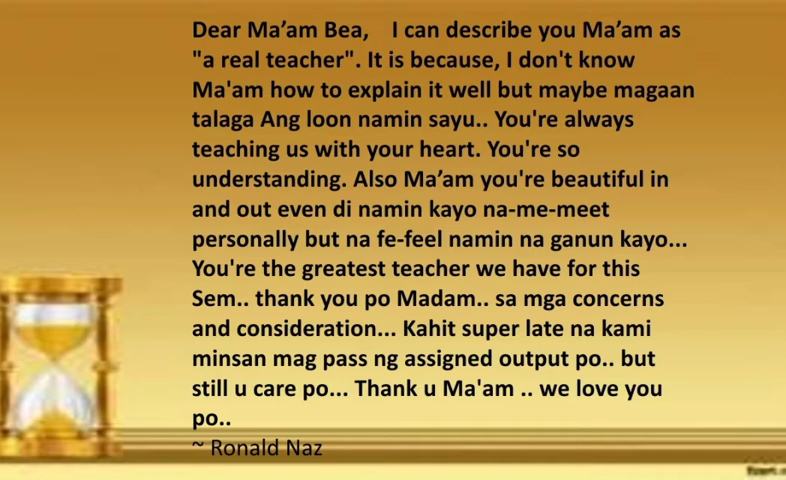 Dear Ma’am Bea,    I can describe you Ma’am as
"a real teacher". It is because, I don't know
Ma'am how to explain it well but maybe magaan
talaga Ang loon namin sayu.. You're always
teaching us with your heart. You're so
understanding. Also Ma’am you're beautiful in
and out even di namin kayo na-me-meet
personally but na fe-feel namin na ganun kayo...
You're the greatest teacher we have for this
Sem.. thank you po Madam.. sa mga concerns
and consideration... Kahit super late na kami
minsan mag pass ng assigned output po.. but
still u care po... Thank u Ma'am .. we love you
po..
~ Ronald Naz